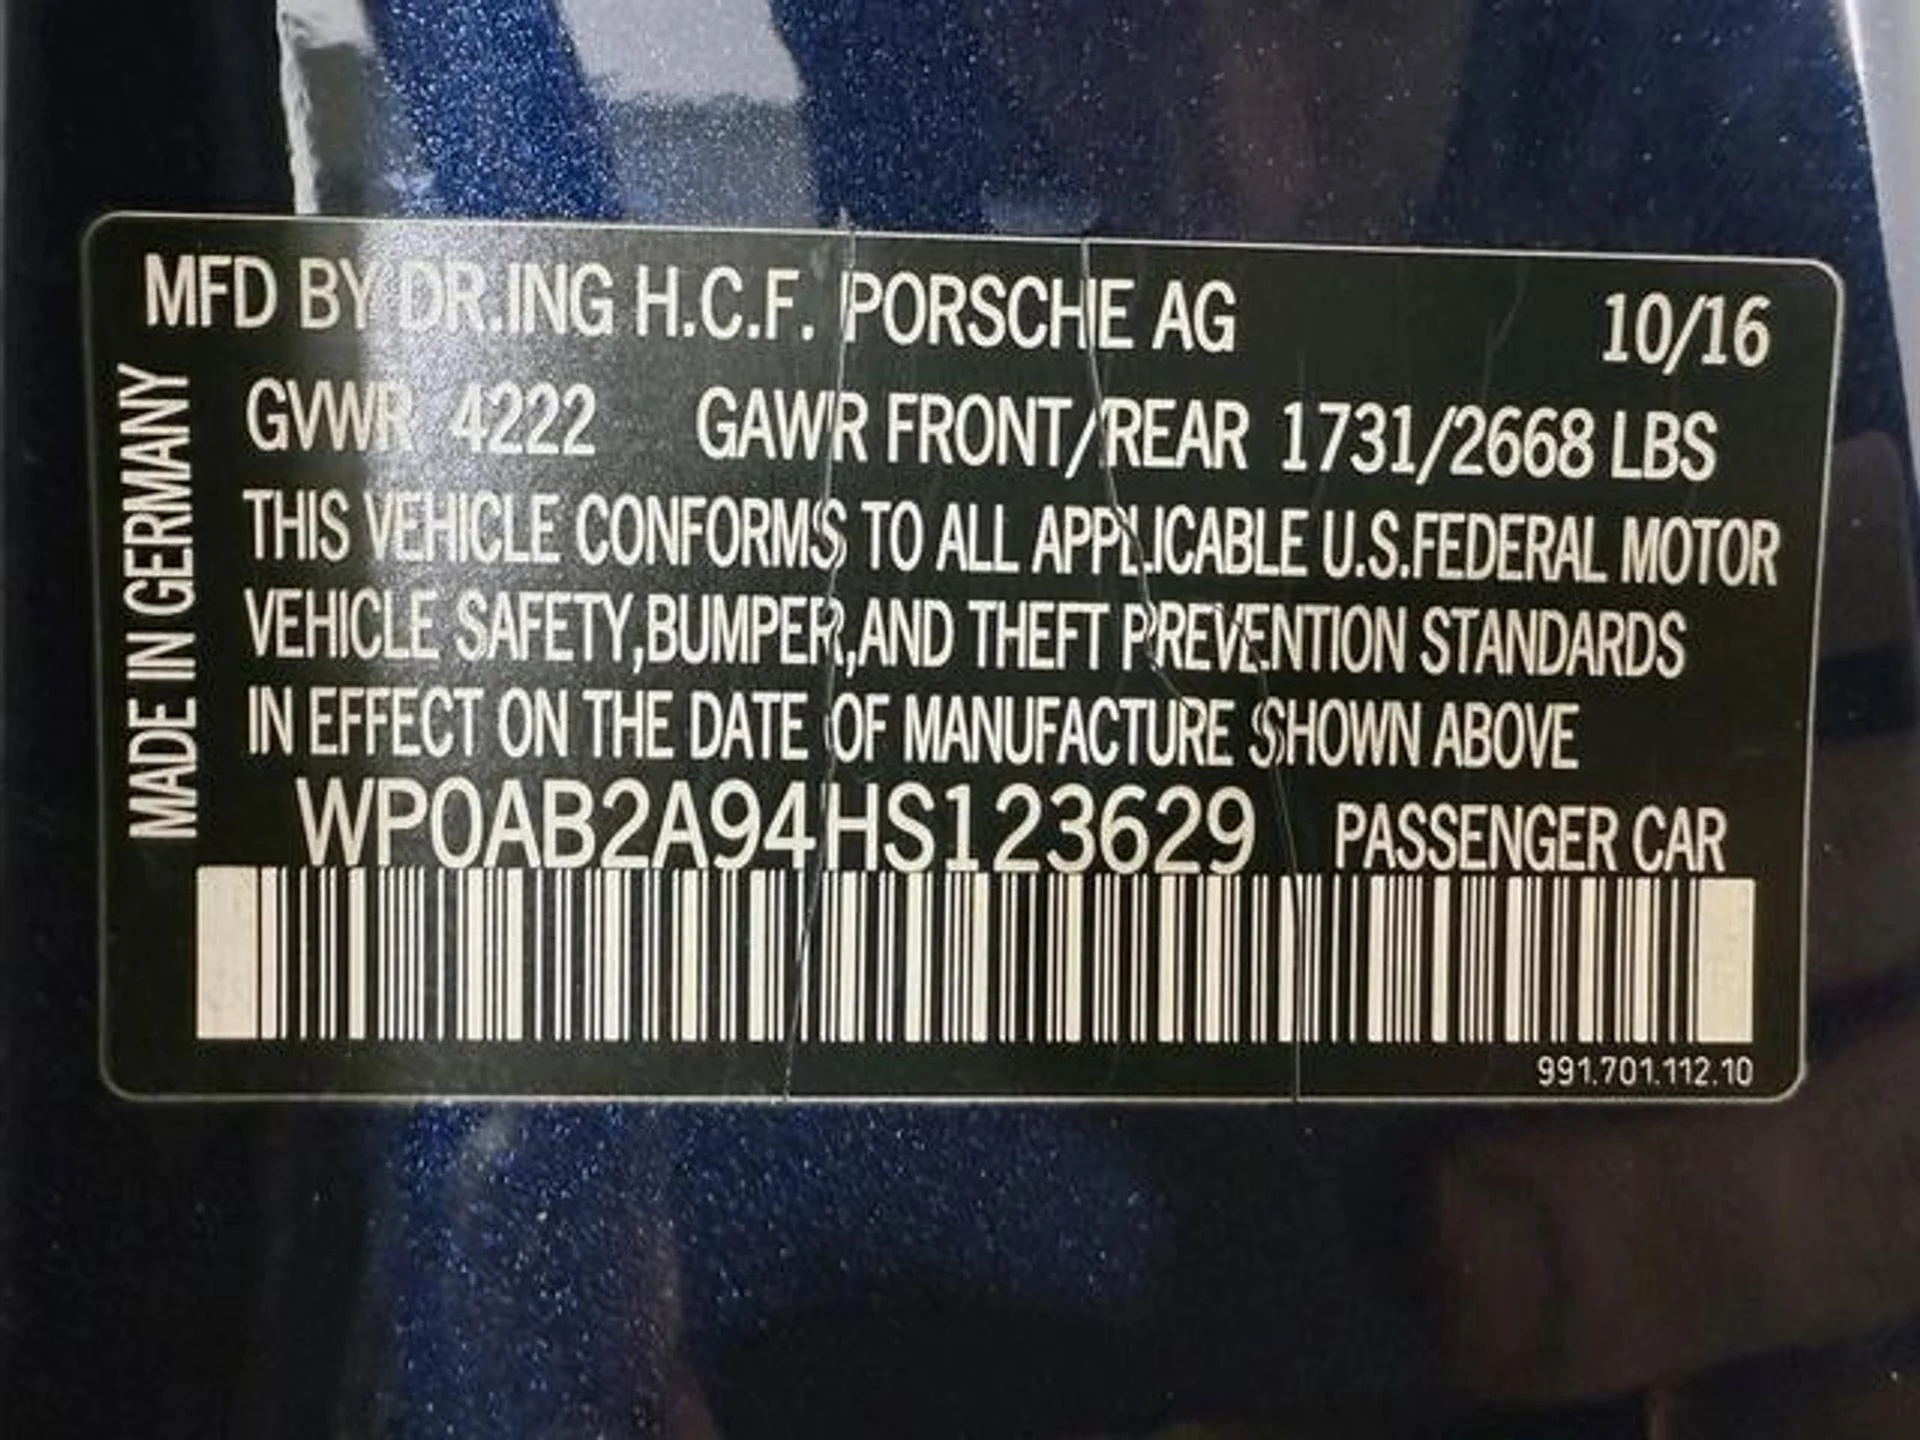 MFD BY DR.ING H.C.F. PORSCHE AG 10/16
MADE IN GERMANY
GVWR 4222 GAWR FRONT/REAR 1731/2668 LBS
THIS VEHICLE CONFORMS TO ALL APPLICABLE U.S.FEDERAL MOTOR
VEHICLE SAFETY,BUMPER,AND THEFT PREVENTION STANDARDS
IN EFFECT ON THE DATE OF MANUFACTURE SHOWN ABOVE
WP0AB2A94HS123629 PASSENGER CAR
991.701.112.10